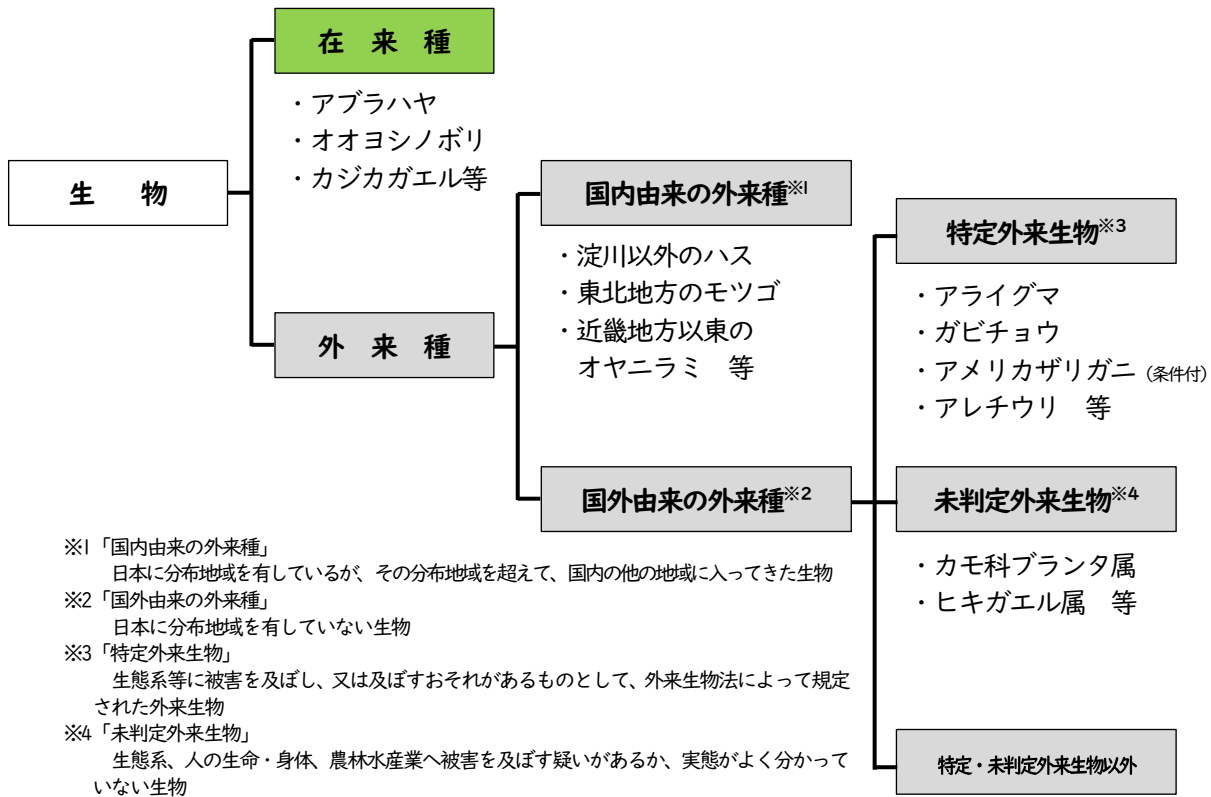 生　物
在　来　種
・アブラハヤ
・オオヨシノボリ
・カジカガエル等
外　来　種
国内由来の外来種※1
・淀川以外のハス
・東北地方のモツゴ
・近畿地方以東の
オヤニラミ　等
国外由来の外来種※2
特定外来生物※3
・アライグマ
・ガビチョウ
・アメリカザリガニ（条件付）
・アレチウリ　等
未判定外来生物※4
・カモ科ブランタ属
・ヒキガエル属　等
特定・未判定外来生物以外
※1「国内由来の外来種」
日本に分布地域を有しているが、その分布地域を超えて、国内の他の地域に入ってきた生物
※2「国外由来の外来種」
日本に分布地域を有していない生物
※3「特定外来生物」
生態系等に被害を及ぼし、又は及ぼすおそれがあるものとして、外来生物法によって規定
された外来生物
※4「未判定外来生物」
生態系、人の生命・身体、農林水産業へ被害を及ぼす疑いがあるか、実態がよく分かって
いない生物